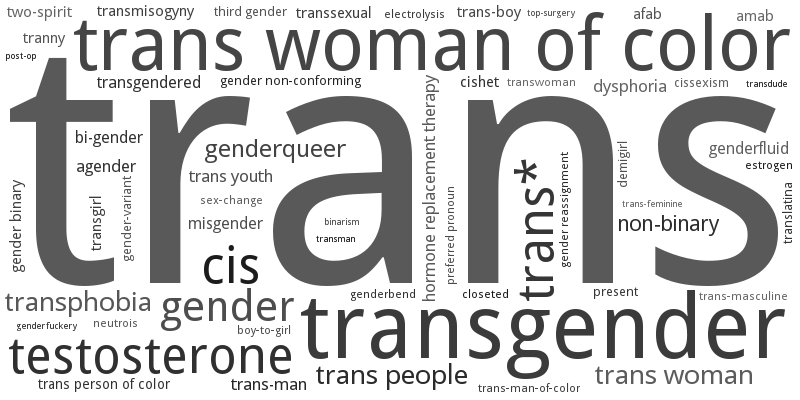 two-spirit
transmisogyny
third gender
transsexual
electrolysis
trans-boy
top-surgery
afab
amab
tranny
trans woman of color
post-op
transgendered
gender non-conforming
cishet
transwoman
dysphoria
cissexism
transdude
trans
bi-gender
genderqueer
genderfluid
agender
trans youth
estrogen
gender binary
transgirl
gender-variant
sex-change
misgender
binarism
transman
hormone replacement therapy
preferred pronoun
trans*
gender reassignment
demigirl
trans-feminine
non-binary
translatina
cis
transphobia
gender
genderbend
closeted
present
trans-masculine
genderfuckery
neutrois
boy-to-girl
transgender
testosterone
trans person of color
trans-man
trans people
trans-man-of-color
trans woman